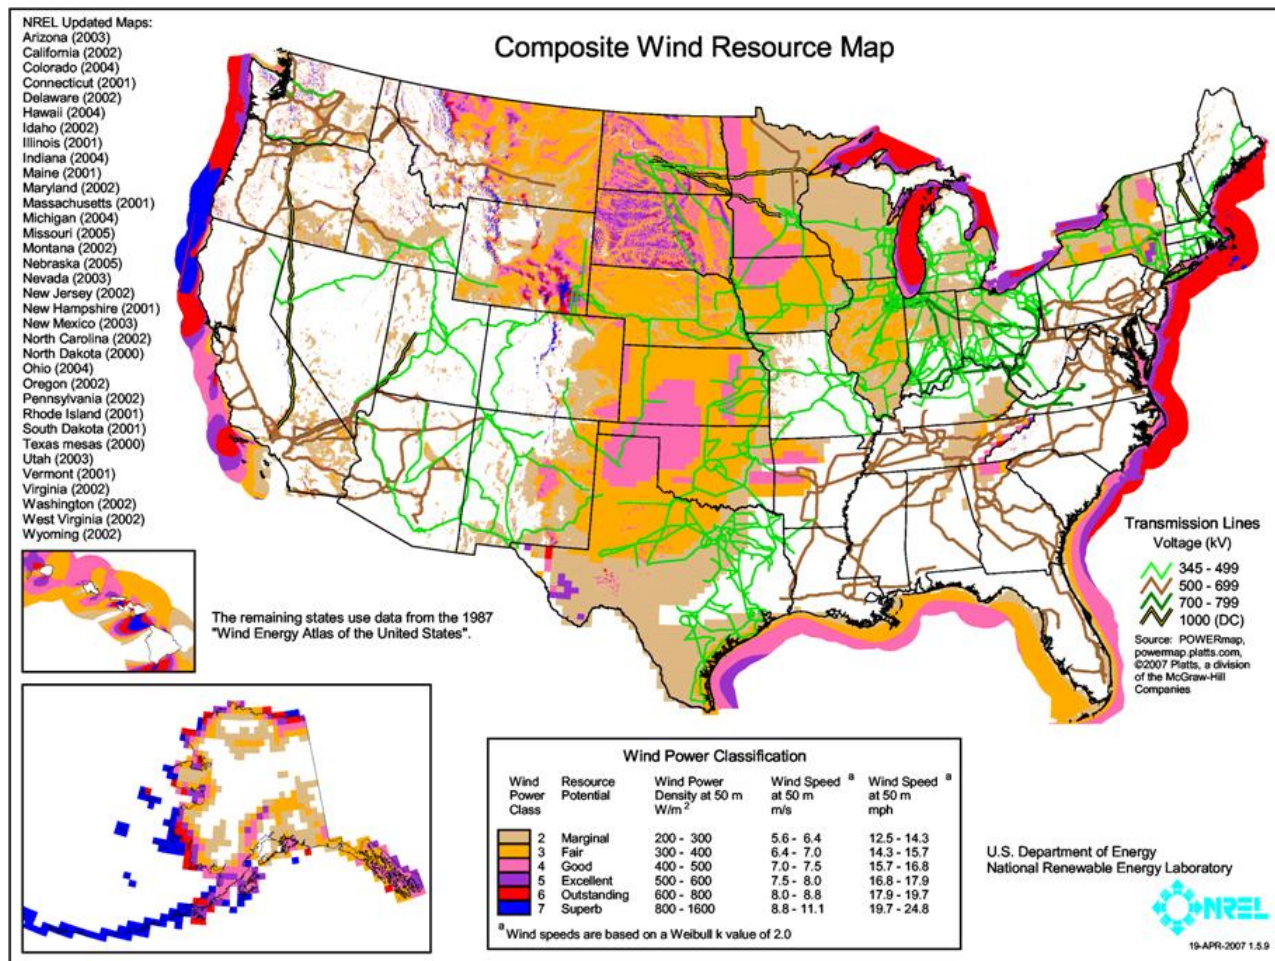 NREL Updated Maps:
Arizona (2003)
California (2002)
Colorado (2004)
Connecticut (2001)
Delaware (2002)
Hawaii (2004)
Idaho (2002)
Illinois (2001)
Indiana (2004)
Maine (2001)
Maryland (2002)
Massachusetts (2001)
Michigan (2004)
Missouri (2005)
Montana (2002)
Nebraska (2005)
Nevada (2003)
New Jersey (2002)
New Hampshire (2001)
New Mexico (2003)
North Carolina (2002)
North Dakota (2000)
Ohio (2004)
Oregon (2002)
Pennsylvania (2002)
Rhode Island (2001)
South Dakota (2001)
Texas mesas (2000)
Utah (2003)
Vermont (2001)
Virginia (2002)
Washington (2002)
West Virginia (2002)
Wyoming (2002)
Composite Wind Resource Map
Transmission Lines
Voltage (kV)
345 - 499
500 - 699
700 - 799
1000 (DC)
Source: POWERmap,
powermap.platts.com,
©2007 Platts, a division
of the McGraw-Hill
Companies
The remaining states use data from the 1987
"Wind Energy Atlas of the United States".
Wind Power Classification
Wind Power Class Resource Potential Wind Power Density at 50 m W/m² Wind Speed ᵃ at 50 m m/s Wind Speed ᵃ at 50 m mph
2 Marginal 200 - 300 5.6 - 6.4 12.5 - 14.3
3 Fair 300 - 400 6.4 - 7.0 14.3 - 15.7
4 Good 400 - 500 7.0 - 7.5 15.7 - 16.8
5 Excellent 500 - 600 7.5 - 8.0 16.8 - 17.9
6 Outstanding 600 - 800 8.0 - 8.8 17.9 - 19.7
7 Superb 800 - 1600 8.8 - 11.1 19.7 - 24.8
ᵃ Wind speeds are based on a Weibull k value of 2.0
U.S. Department of Energy
National Renewable Energy Laboratory
NREL
19-APR-2007 1.5.9